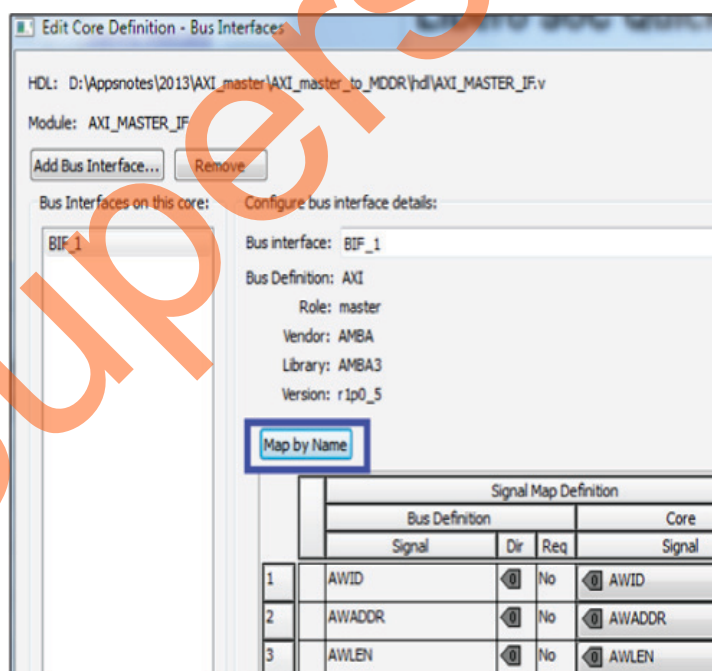 Edit Core Definition - Bus Interfaces
HDL: D:\Appsnotes\2013\AXI_master\AXI_master_to_MDDR\hdl\AXI_MASTER_IF.v
Module: AXI_MASTER_IF
Add Bus Interface... Remove
Bus Interfaces on this core: Configure bus interface details:
BIF_1 Bus interface: BIF_1
Bus Definition: AXI
Role: master
Vendor: AMBA
Library: AMBA3
Version: r1p0_5
Map by Name
Signal Map Definition
Bus Definition Core
Signal Dir Req Signal
1 AWID No AWID
2 AWADDR No AWADDR
3 AWLEN No AWLEN